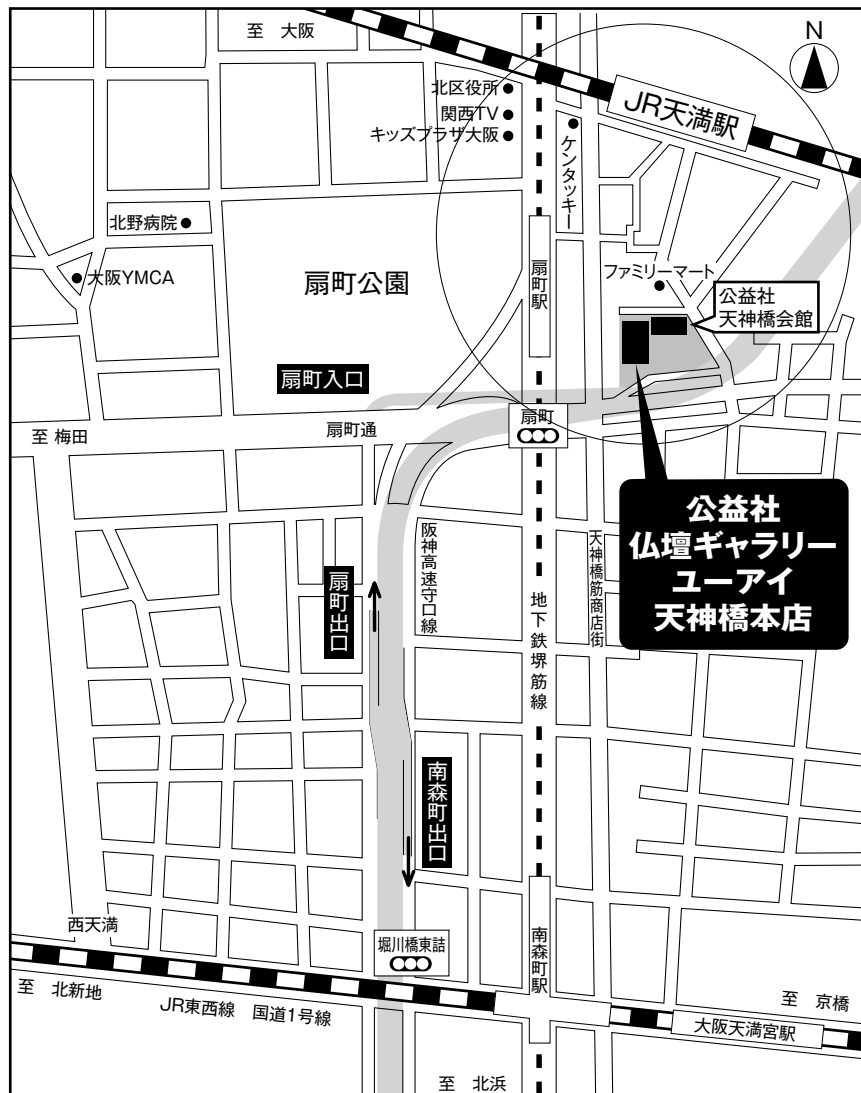 至 大阪
N
北区役所
関西TV
キッズプラザ大阪
JR天満駅
ケンタッキー
北野病院
大阪YMCA
扇町公園
扇町駅
ファミリーマート
公益社
天神橋会館
扇町入口
至 梅田
扇町通
扇町
公益社
仏壇ギャラリー
ユーアイ
天神橋本店
阪神高速守口線
天神橋筋商店街
扇町出口
地下鉄堺筋線
南森町出口
西天満
堀川橋東詰
南森町駅
至 北新地
JR東西線 国道1号線
至 京橋
大阪天満宮駅
至 北浜